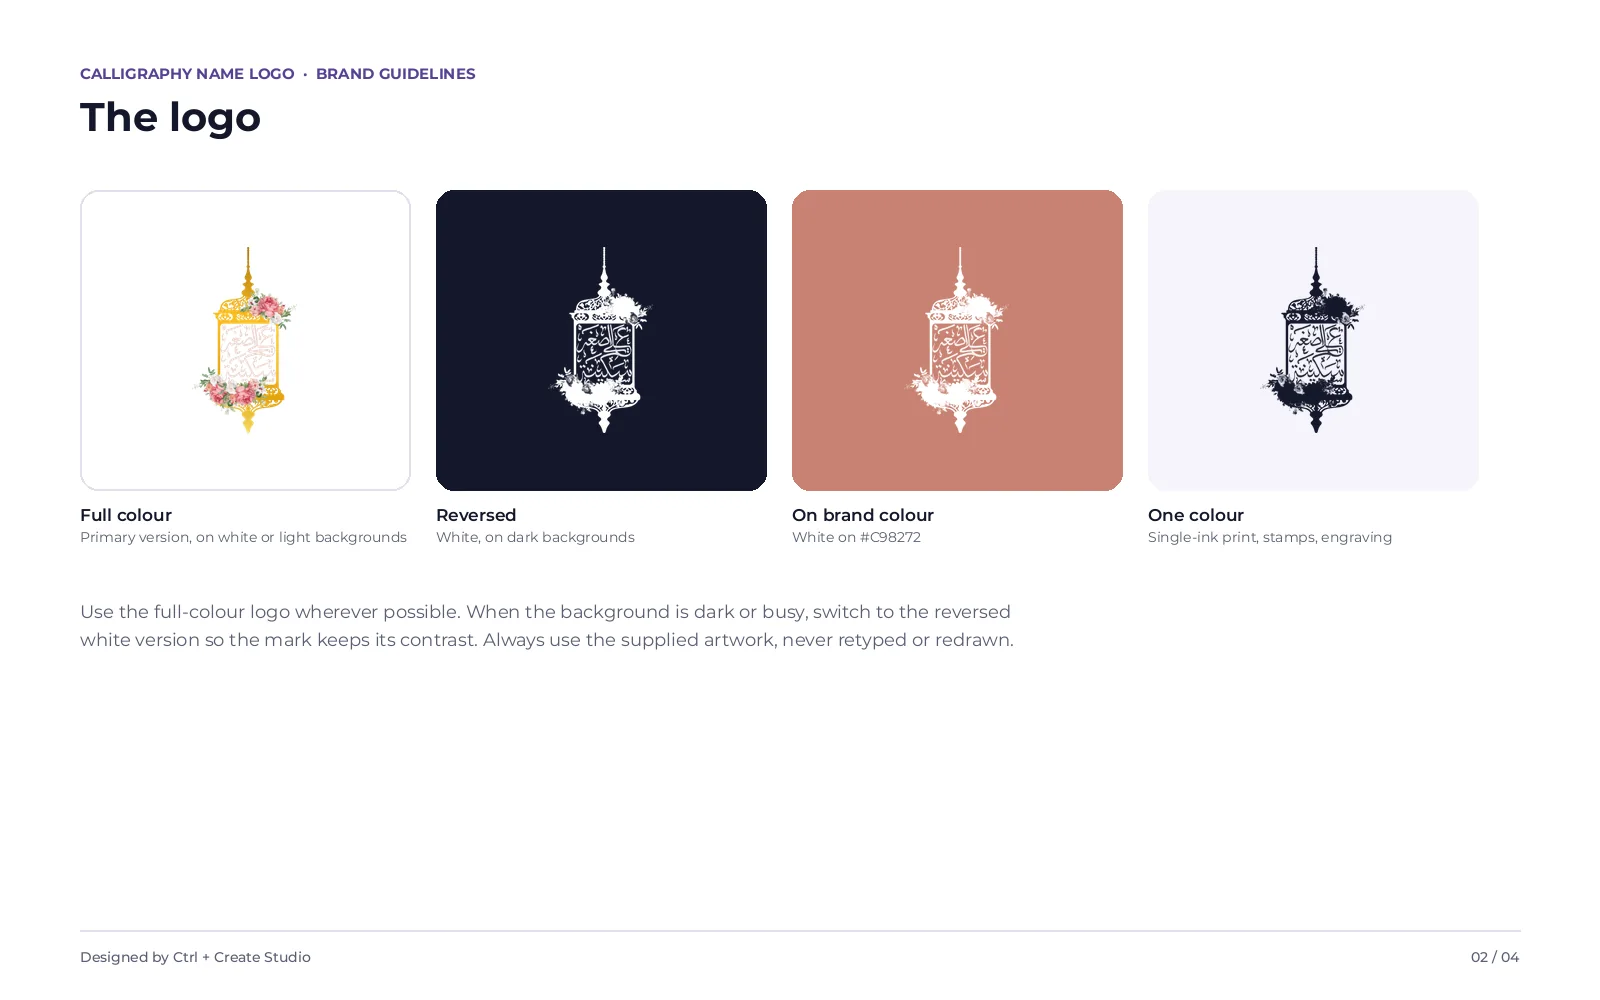 CALLIGRAPHY NAME LOGO · BRAND GUIDELINES
The logo
Full colour
Primary version, on white or light backgrounds
Reversed
White, on dark backgrounds
On brand colour
White on #C98272
One colour
Single-ink print, stamps, engraving
Use the full-colour logo wherever possible. When the background is dark or busy, switch to the reversed
white version so the mark keeps its contrast. Always use the supplied artwork, never retyped or redrawn.
Designed by Ctrl + Create Studio
02 / 04